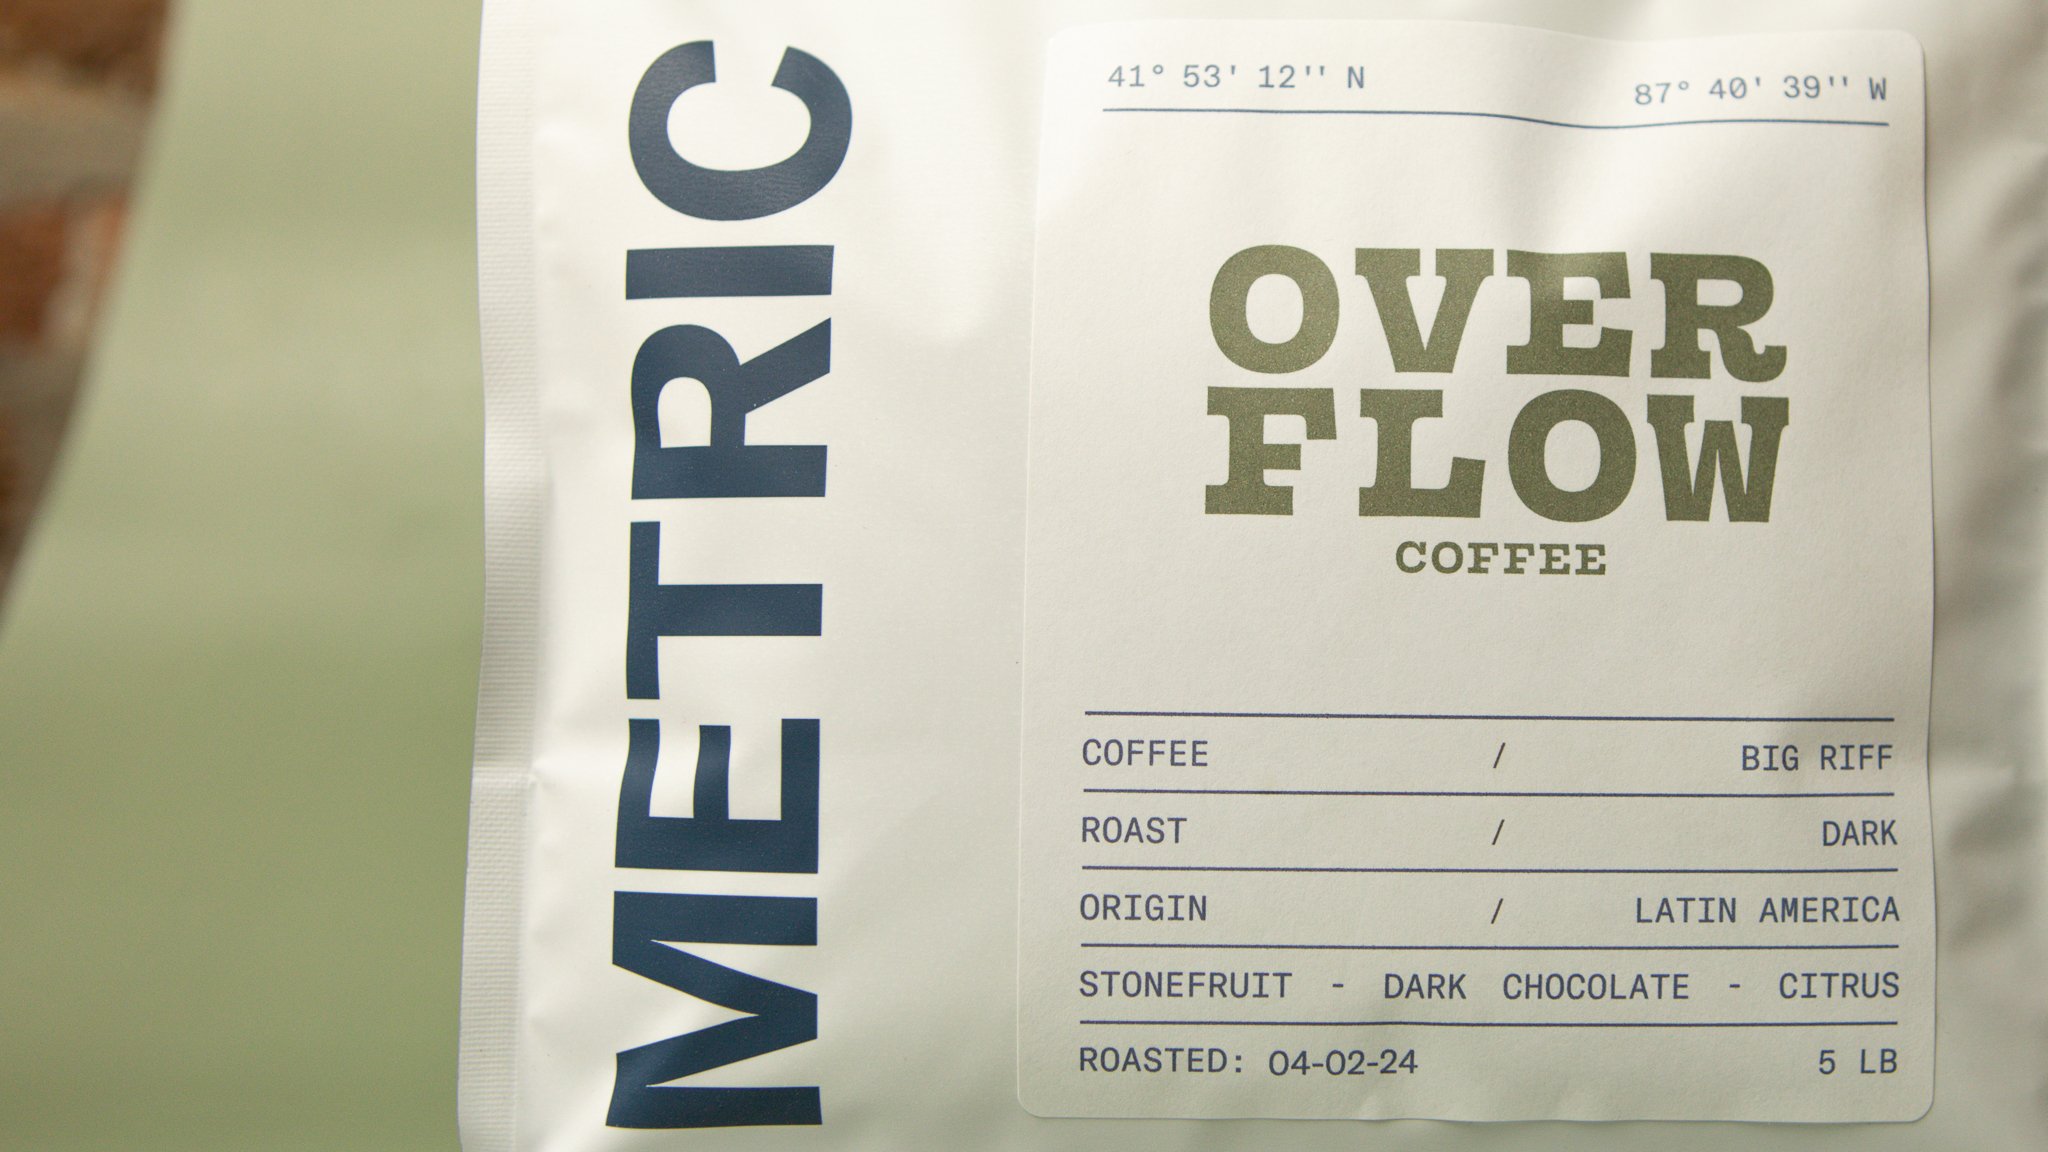 METRIC
41° 53' 12'' N 87° 40' 39'' W
OVER
FLOW
COFFEE
COFFEE / BIG RIFF
ROAST / DARK
ORIGIN / LATIN AMERICA
STONEFRUIT - DARK CHOCOLATE - CITRUS
ROASTED: 04-02-24 5 LB